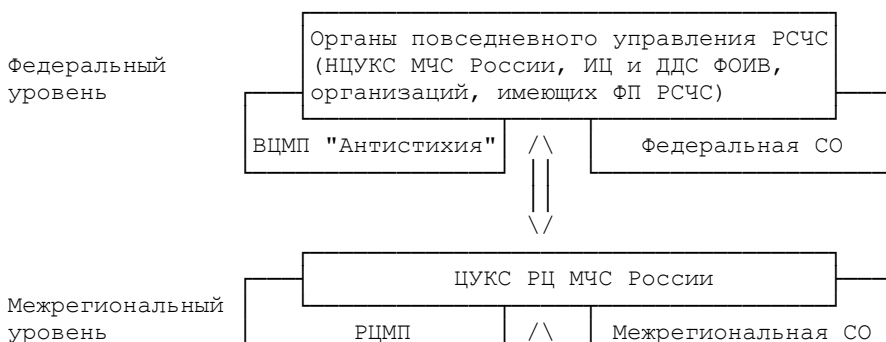 Органы повседневного управления РСЧС
Федеральный (НЦУКС МЧС России, ИЦ и ДДС ФОИВ,
уровень организаций, имеющих ФП РСЧС)
ВЦМП "Антистихия" /\ Федеральная СО
\/
ЦУКС РЦ МЧС России
Межрегиональный
уровень РЦМП /\ Межрегиональная СО